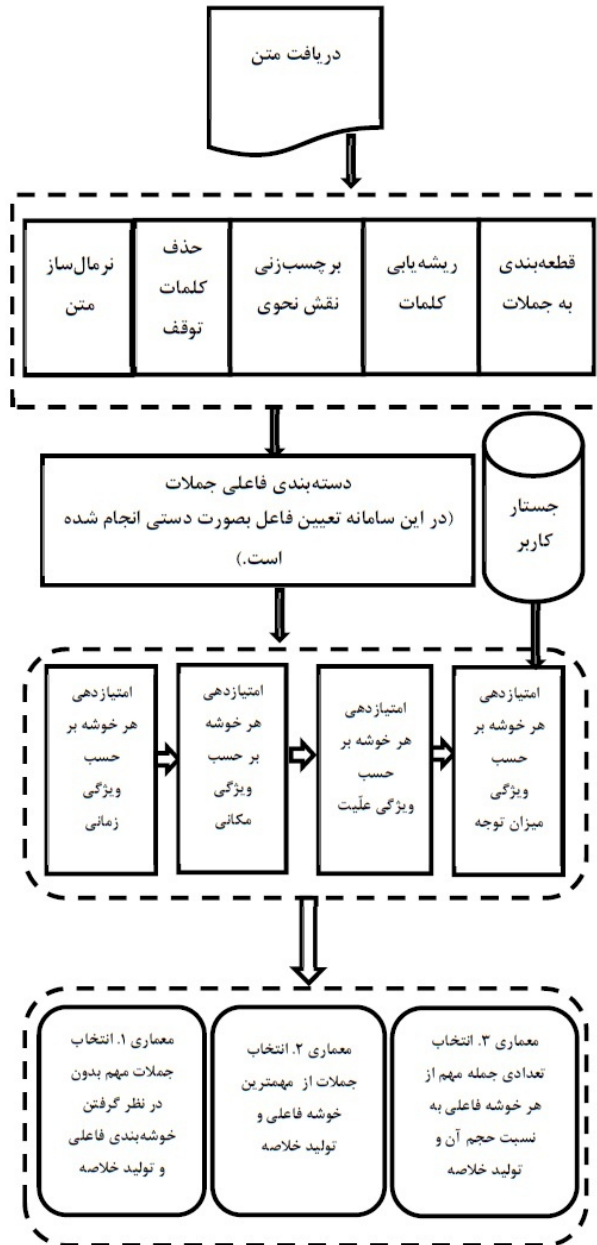 دریافت متن
قطعه‌بندی
به جملات
ریشه‌یابی
کلمات
برچسب‌زنی
نقش نحوی
حذف
کلمات
توقف
نرمال‌ساز
متن
جستار
کاربر
دسته‌بندی فاعلی جملات
(در این سامانه تعیین فاعل بصورت دستی انجام شده
است.)
امتیازدهی
هر خوشه بر
حسب
ویژگی
زمانی
امتیازدهی
هر خوشه
بر حسب
ویژگی
مکانی
امتیازدهی
هر خوشه بر
حسب
ویژگی علّیت
امتیازدهی
هر خوشه بر
حسب
ویژگی
میزان توجه
معماری ۱. انتخاب
جملات مهم بدون
در نظر گرفتن
خوشه‌بندی فاعلی
و تولید خلاصه
معماری ۲. انتخاب
جملات از مهمترین
خوشه فاعلی و
تولید خلاصه
معماری ۳. انتخاب
تعدادی جمله مهم از
هر خوشه فاعلی به
نسبت حجم آن و
تولید خلاصه